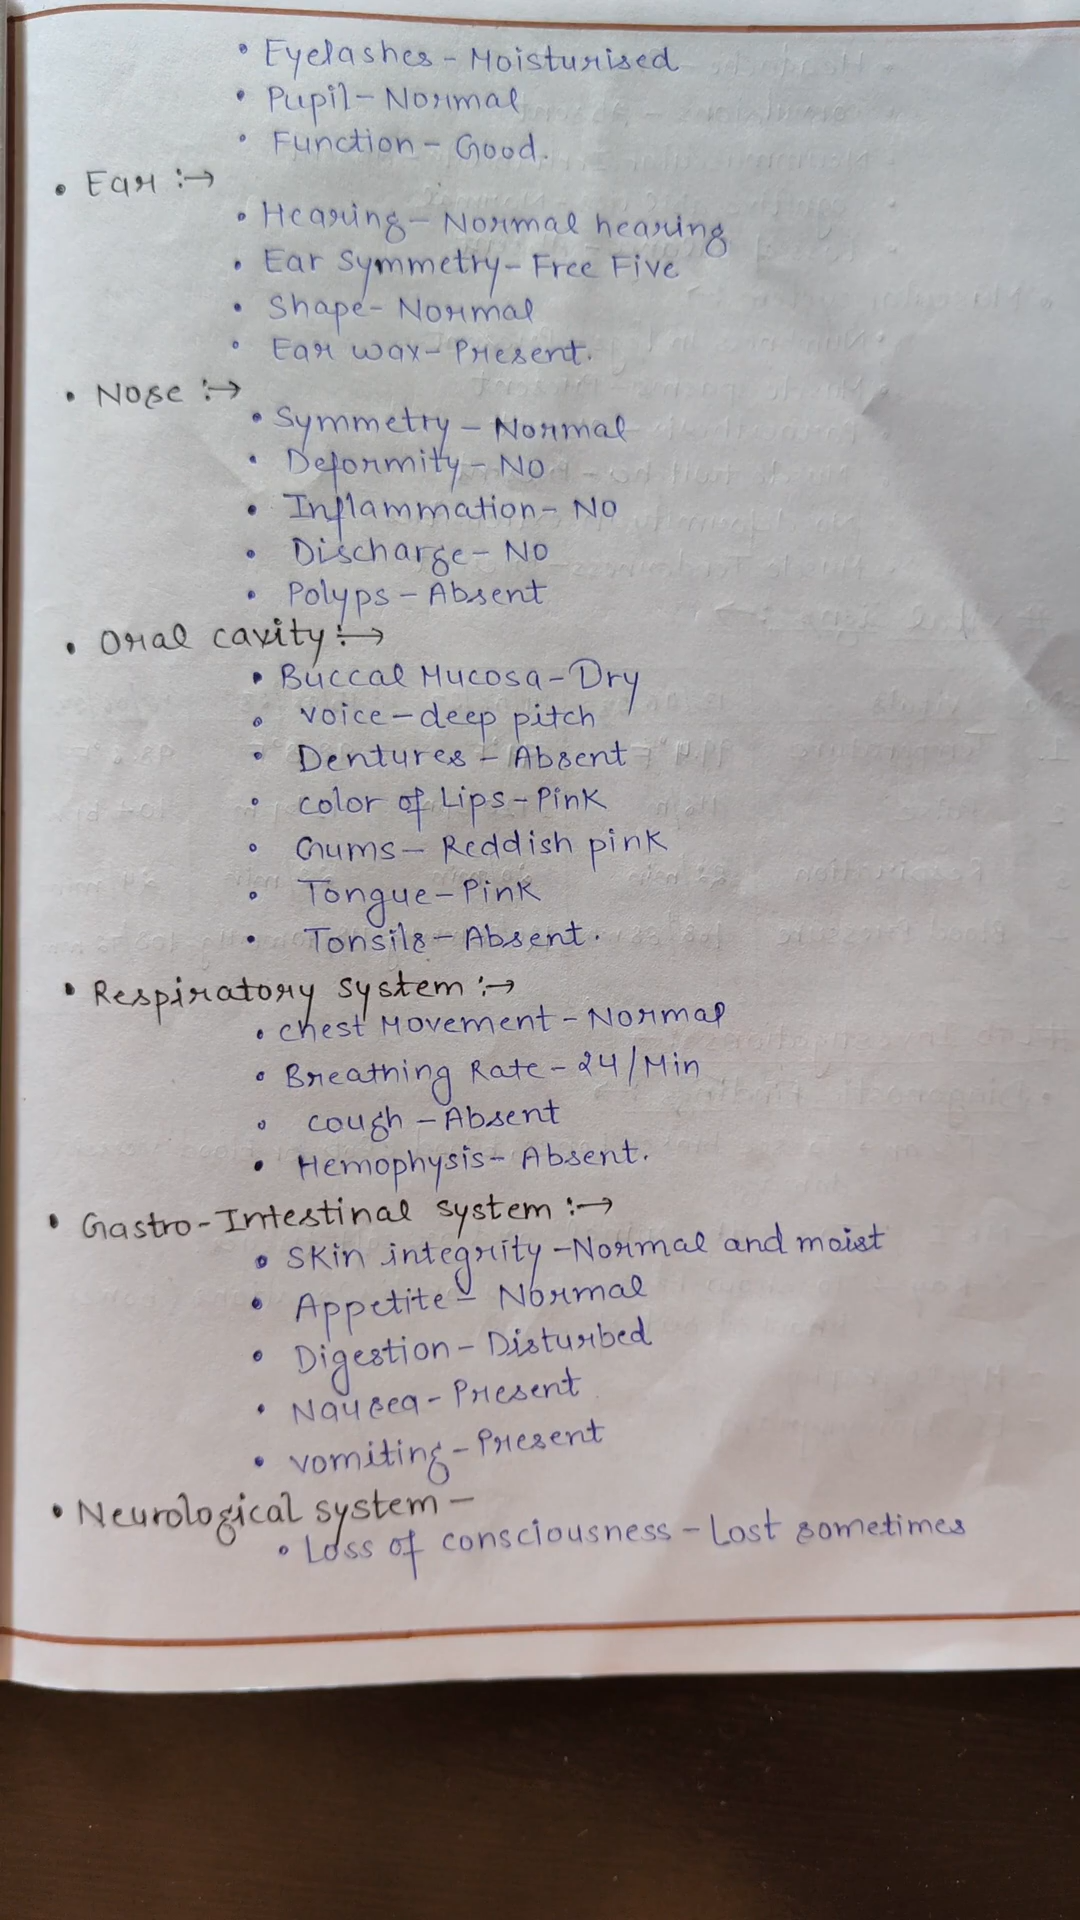 • Eyelashes - Moisturised
• Pupil - Normal
• Function - Good.
• Ear :→
• Hearing - Normal hearing
• Ear symmetry - Free Five
• Shape - Normal
• Ear wax - Present.
• Nose :→
• Symmetry - Normal
• Deformity - No
• Inflammation - No
• Discharge - No
• Polyps - Absent
• Oral cavity :→
• Buccal Mucosa - Dry
• voice - deep pitch
• Dentures - Absent
• color of Lips - Pink
• Gums - Reddish pink
• Tongue - Pink
• Tonsils - Absent.
• Respiratory system :→
• chest Movement - Normal
• Breathing Rate - 24/Min
• cough - Absent
• Hemophysis - Absent.
• Gastro-Intestinal system :→
• Skin integrity - Normal and moist
• Appetite - Normal
• Digestion - Disturbed
• Nausea - Present
• vomiting - Present
• Neurological system -
• Loss of consciousness - Lost sometimes